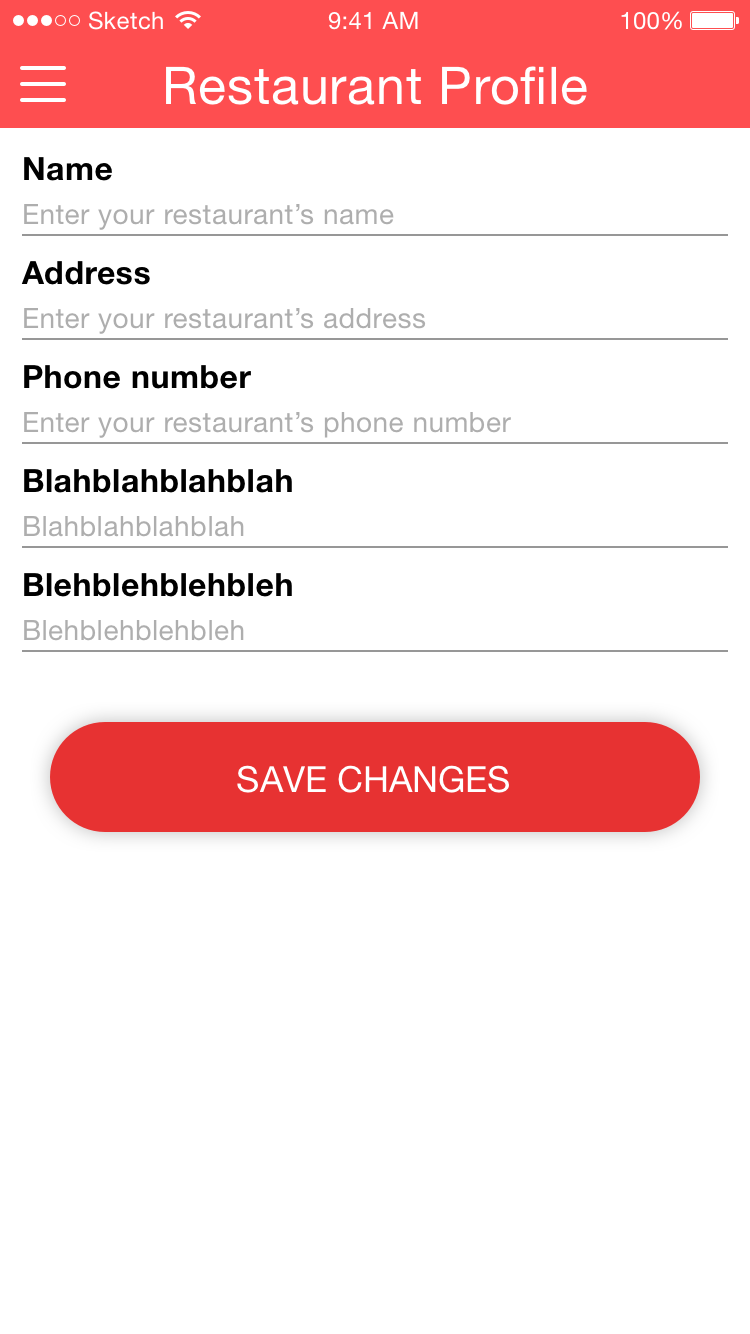 Sketch 9:41 AM 100%
Restaurant Profile
Name
Enter your restaurant’s name
Address
Enter your restaurant’s address
Phone number
Enter your restaurant’s phone number
Blahblahblahblah
Blahblahblahblah
Blehblehblehbleh
Blehblehblehbleh
SAVE CHANGES